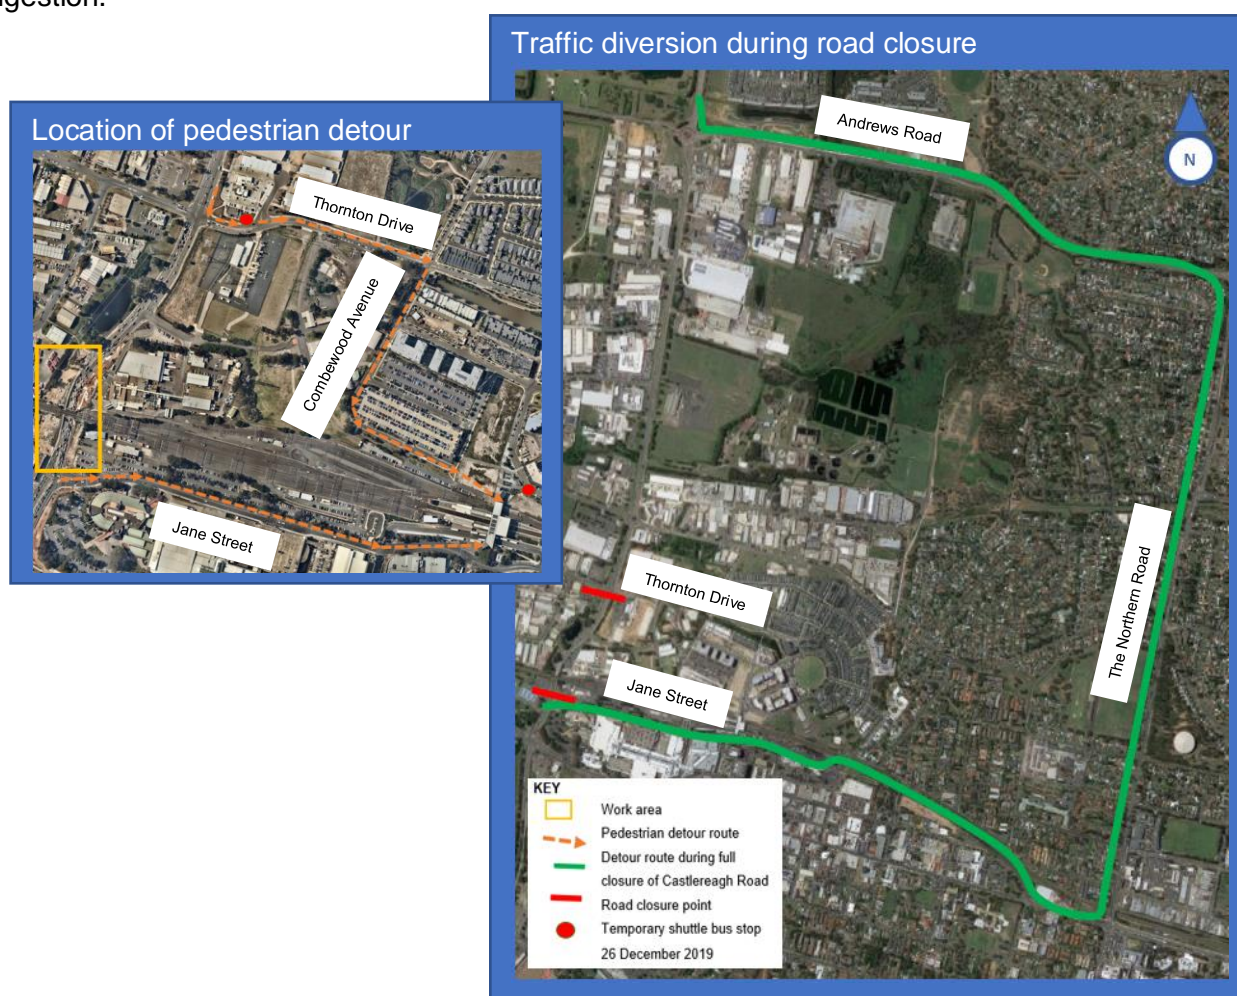 gestion.
Traffic diversion during road closure
Location of pedestrian detour
Andrews Road
N
Thornton Drive
Combewood Avenue
Jane Street
Thornton Drive
Jane Street
The Northern Road
KEY
Work area
Pedestrian detour route
Detour route during full
closure of Castlereagh Road
Road closure point
Temporary shuttle bus stop
26 December 2019